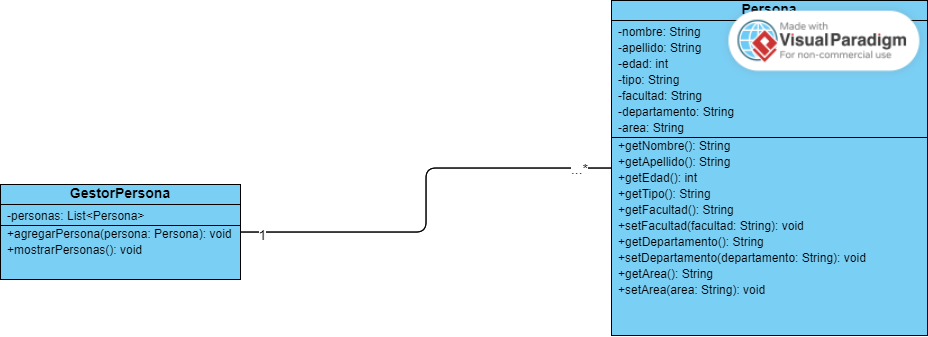 Persona
Made with
VisualParadigm
For non-commercial use
-nombre: String
-apellido: String
-edad: int
-tipo: String
-facultad: String
-departamento: String
-area: String
+getNombre(): String
+getApellido(): String
+getEdad(): int
+getTipo(): String
+getFacultad(): String
+setFacultad(facultad: String): void
+getDepartamento(): String
+setDepartamento(departamento: String): void
+getArea(): String
+setArea(area: String): void
...*
1
GestorPersona
-personas: List<Persona>
+agregarPersona(persona: Persona): void
+mostrarPersonas(): void